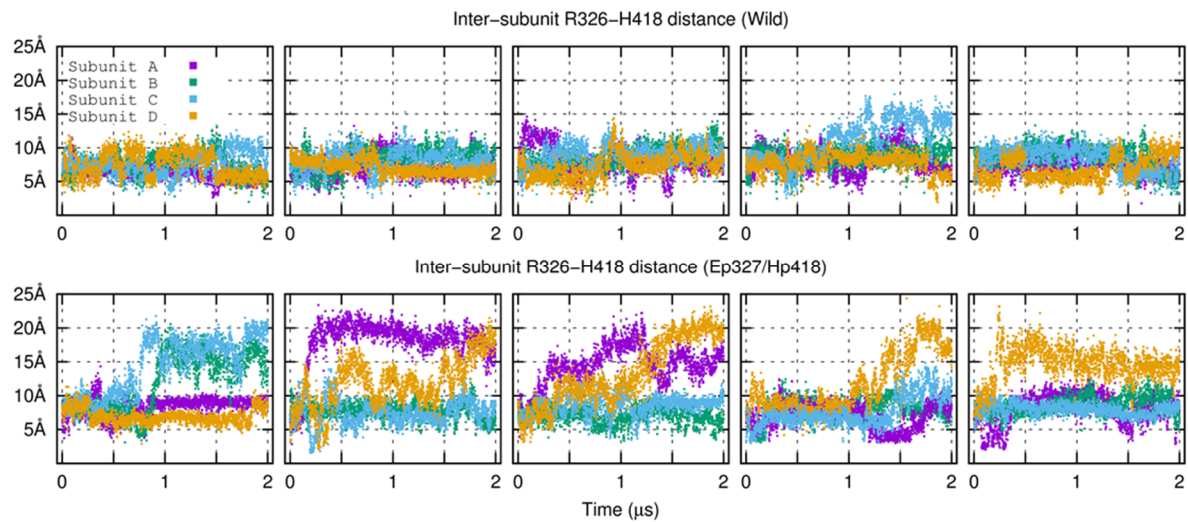 Inter−subunit R326−H418 distance (Wild)
25Å
20Å
15Å
10Å
5Å
Subunit A
Subunit B
Subunit C
Subunit D
0 1 2 0 1 2 0 1 2 0 1 2 0 1 2
Inter−subunit R326−H418 distance (Ep327/Hp418)
25Å
20Å
15Å
10Å
5Å
0 1 2 0 1 2 0 1 2 0 1 2 0 1 2
Time (μs)